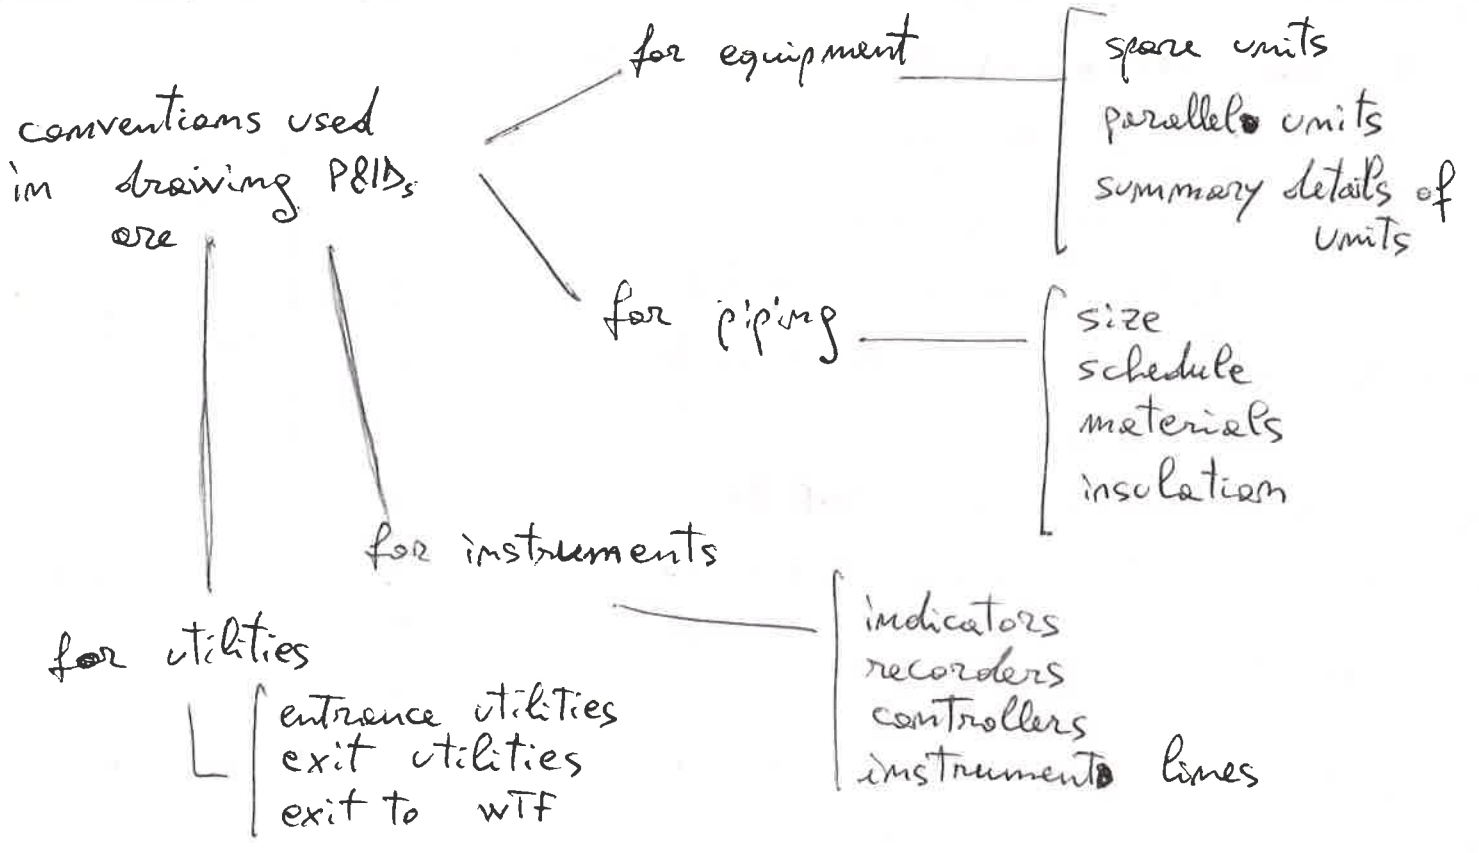 conventions used
in drawing P&IDs
are
for equipment
spare units
parallel units
summary details of
units
for piping
size
schedule
materials
insulation
for instruments
indicators
recorders
controllers
instrument lines
for utilities
entrance utilities
exit utilities
exit to WTF